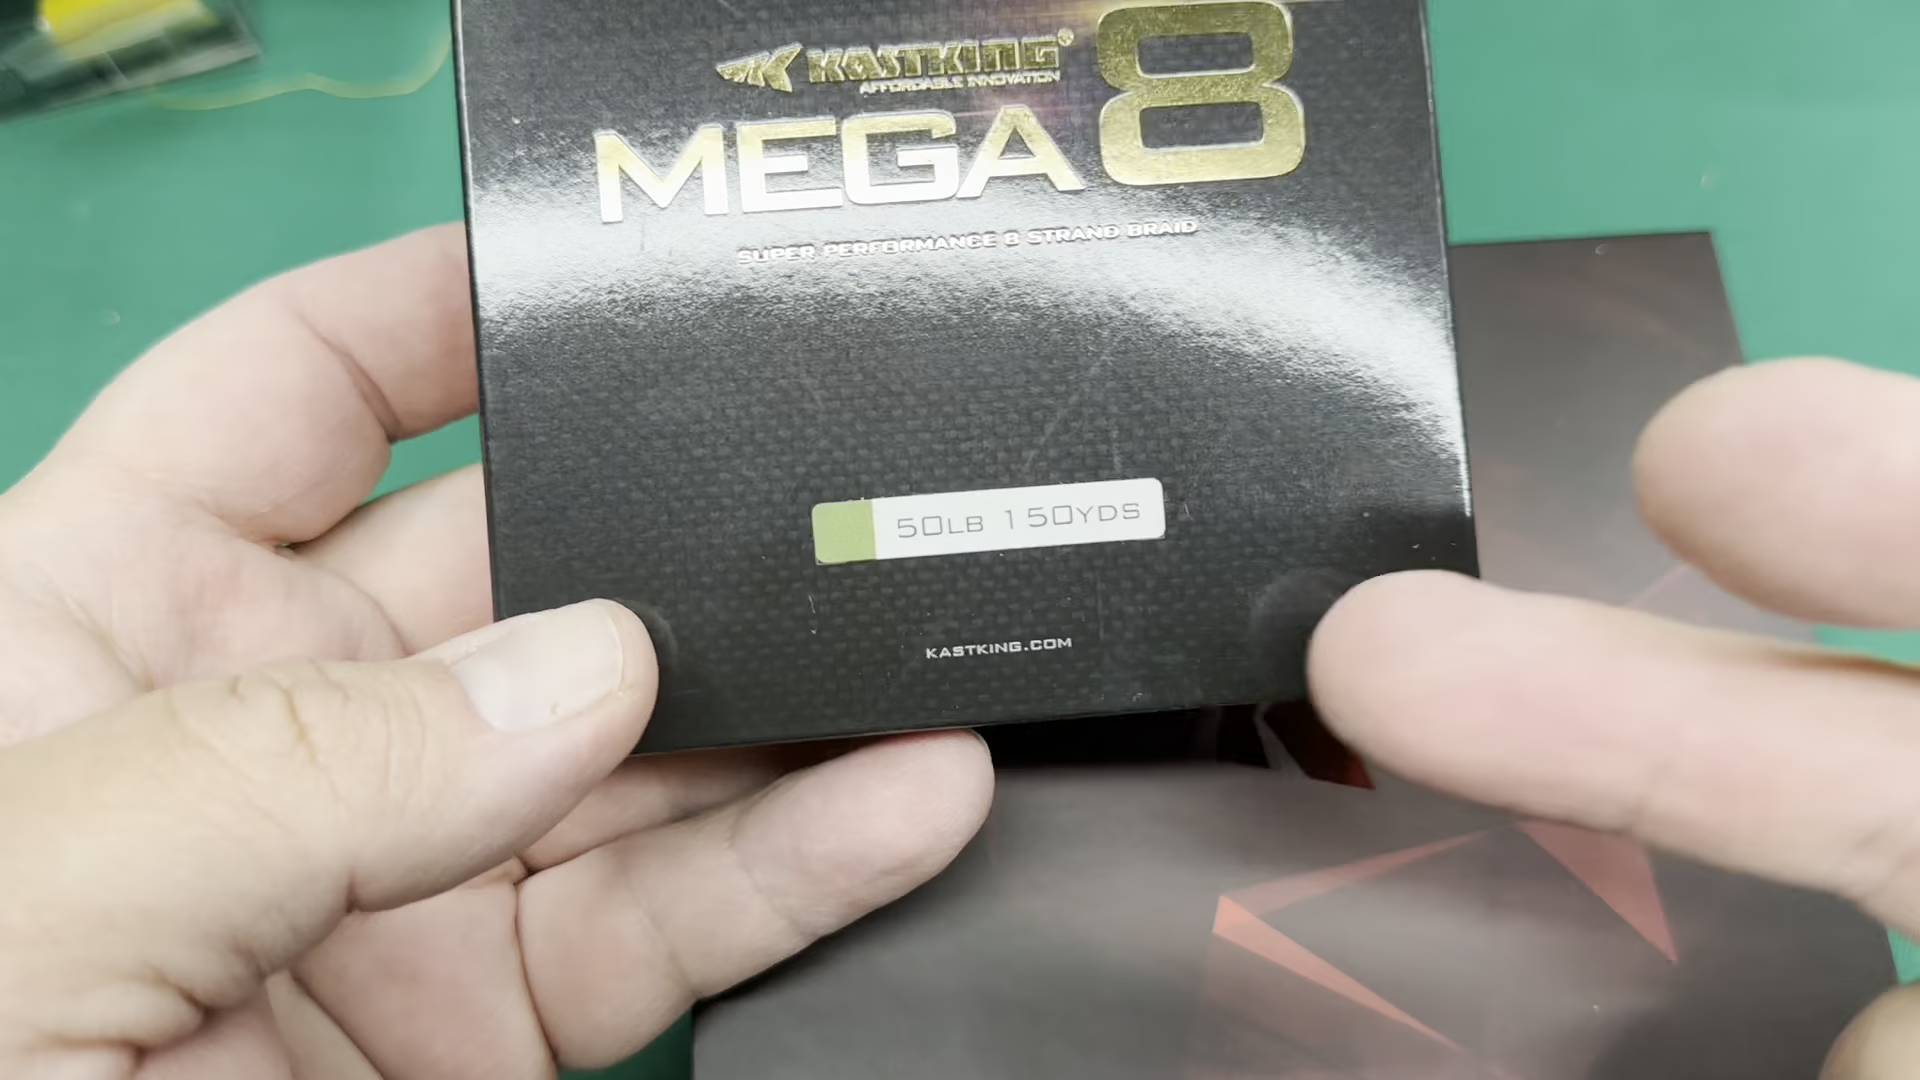 KASTKING®
AFFORDABLE INNOVATION
MEGA 8
SUPER PERFORMANCE 8 STRAND BRAID
50LB 150YDS
KASTKING.COM